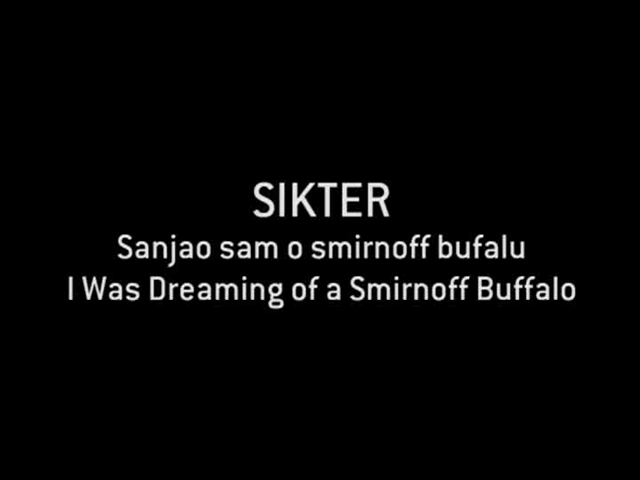 SIKTER
Sanjao sam o smirnoff bufalu
I Was Dreaming of a Smirnoff Buffalo